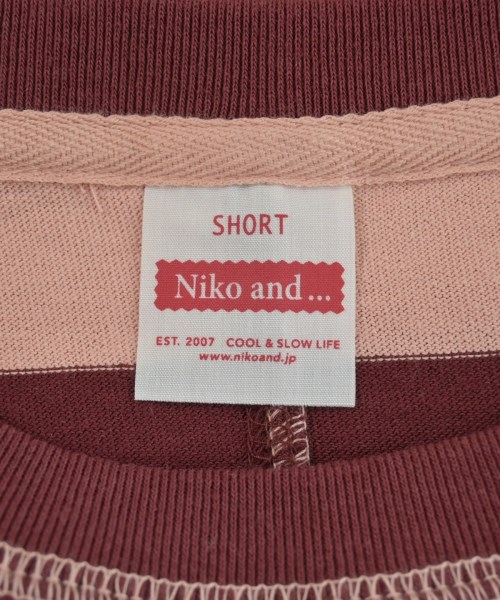 SHORT
Niko and ...
EST. 2007 COOL & SLOW LIFE
www.nikoand.jp